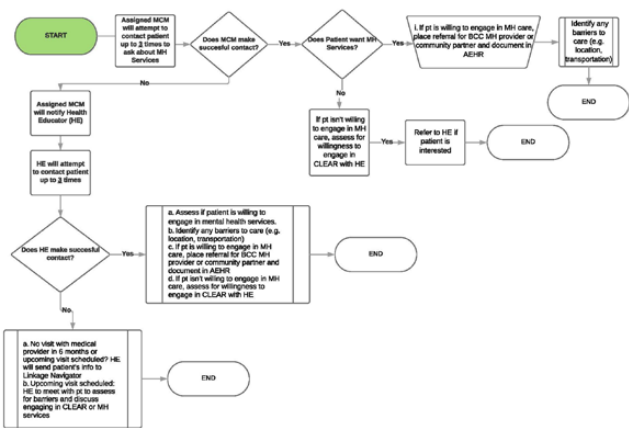 START
Assigned MCM
will attempt to
contact patient
up to 3 times to
ask about MH
Services
Does MCM make
succesful contact?
Yes
Does Patient want MH
Services?
Yes
i. If pt is willing to engage in MH care,
place referral for BCC MH provider or
community partner and document in
AEHR
Identify any
barriers to
care (e.g.
location,
transportation)
END
No
Assigned MCM
will notify Health
Educator (HE)
No
If pt isn't willing
to engage in MH
care, assess for
willingness to
engage in
CLEAR with HE
Yes
Refer to HE if
patient is
interested
END
HE will attempt
to contact patient
up to 3 times
Does HE make succesful
contact?
Yes
a. Assess if patient is willing to
engage in mental health services.
b. Identify any barriers to care (e.g.
location, transportation)
c. If pt is willing to engage in MH
care, place referral for BCC MH
provider or community partner and
document in AEHR
d. If pt isn't willing to engage in MH
care, assess for willingness to
engage in CLEAR with HE
END
No
a. No visit with medical
provider in 6 months or
upcoming visit scheduled? HE
will send patient's info to
Linkage Navigator
b. Upcoming visit scheduled:
HE to meet with pt to assess
for barriers and discuss
engaging in CLEAR or MH
services
END